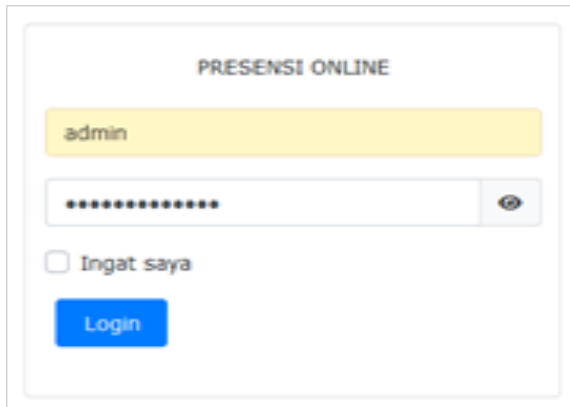 PRESENSI ONLINE
admin
•••••••••••••
Ingat saya
Login